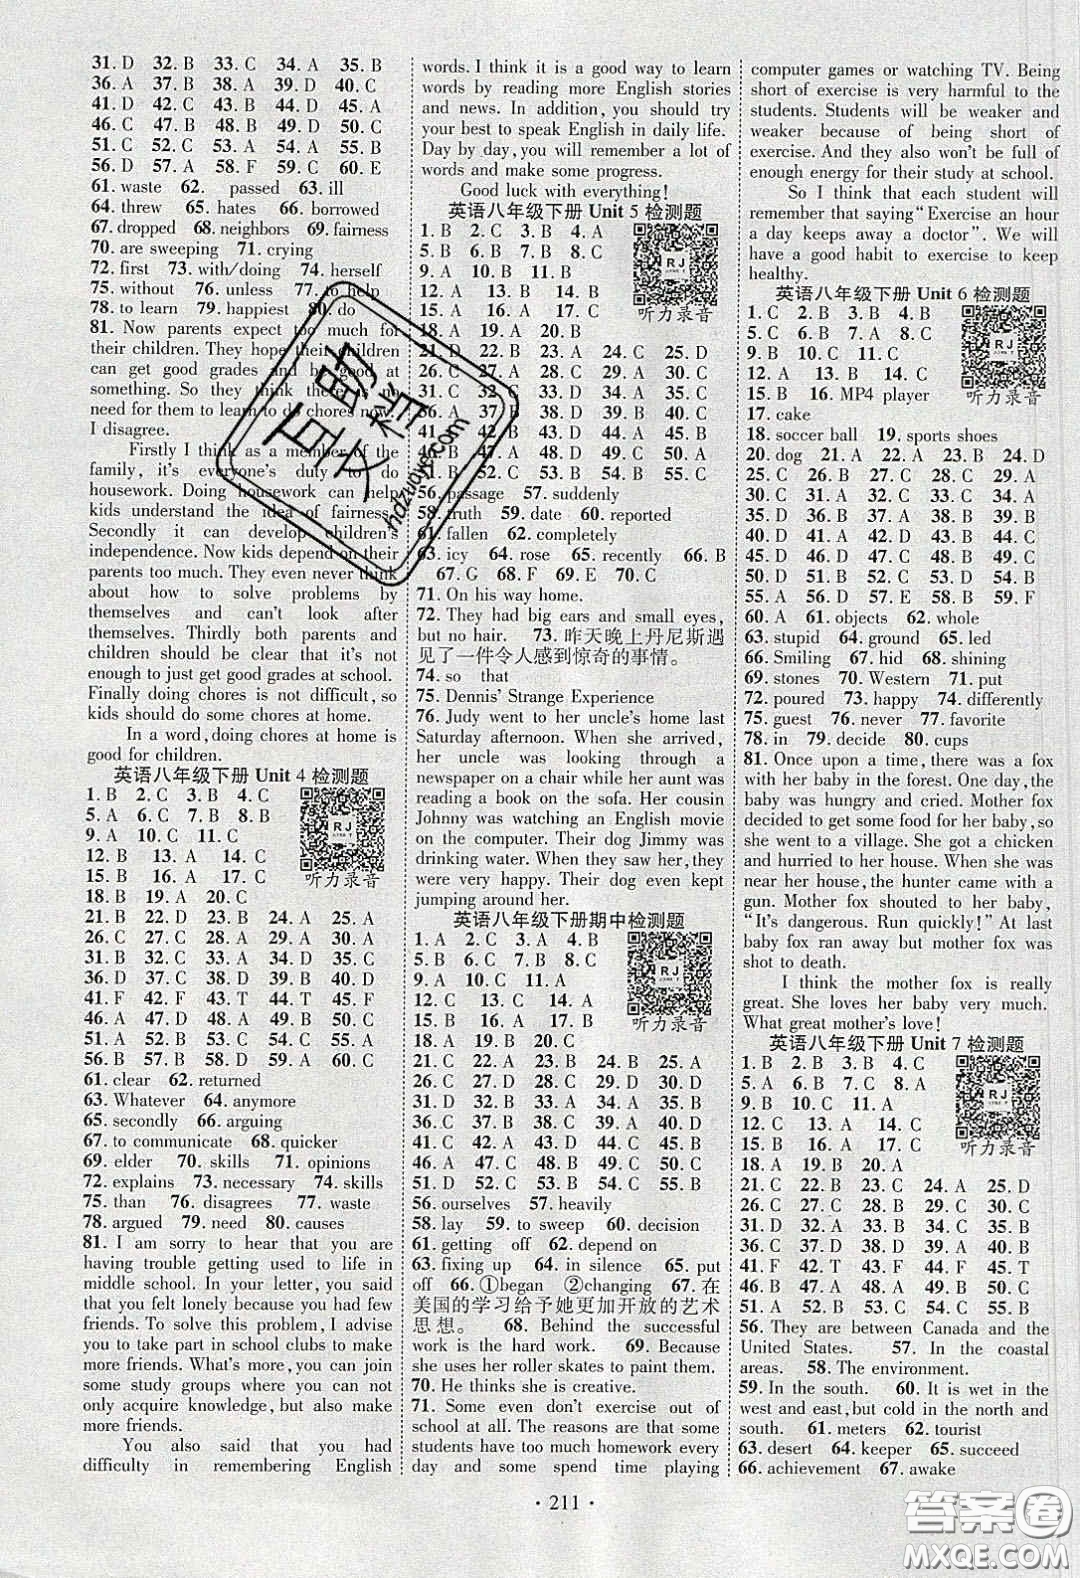 31. D 32. B 33. C 34. A 35. B
36. A 37. B 38. A 39. D 40. C
41. D 42. C 43. D 44. D 45. A
46. C 47. B 48. D 49. D 50. C
51. C 52. C 53. A 54. A 55. B
56. D 57. A 58. F 59. C 60. E
61. waste 62. passed 63. ill
64. threw 65. hates 66. borrowed
67. dropped 68. neighbors 69. fairness
70. are sweeping 71. crying
72. first 73. with/doing 74. herself
75. without 76. unless 77. to help
78. to learn 79. happiest 80. do
81. Now parents expect too much for
their children. They hope their children
can get good grades and be good at
something. So they think there's no
need for them to learn to do chores now.
I disagree.
Firstly I think as a member of the
family, it's everyone's duty to do
housework. Doing housework can help
kids understand the idea of fairness.
Secondly it can develop children's
independence. Now kids depend on their
parents too much. They even never think
about how to solve problems by
themselves and can't look after
themselves. Thirdly both parents and
children should be clear that it's not
enough to just get good grades at school.
Finally doing chores is not difficult, so
kids should do some chores at home.
In a word, doing chores at home is
good for children.
英语八年级下册 Unit 4 检测题
1. B 2. C 3. B 4. C
5. A 6. C 7. B 8. B
9. A 10. C 11. C
12. B 13. A 14. C
15. B 16. A 17. C
听力录音
18. B 19. A 20. C
21. B 22. D 23. B 24. A 25. A
26. C 27. C 28. A 29. A 30. A
31. B 32. B 33. C 34. C 35. A
36. D 37. C 38. A 39. C 40. D
41. F 42. F 43. T 44. T 45. F
46. A 47. D 48. A 49. B 50. C
51. A 52. B 53. C 54. C 55. A
56. B 57. B 58. D 59. A 60. C
61. clear 62. returned
63. Whatever 64. anymore
65. secondly 66. arguing
67. to communicate 68. quicker
69. elder 70. skills 71. opinions
72. explains 73. necessary 74. skills
75. than 76. disagrees 77. waste
78. argued 79. need 80. causes
81. I am sorry to hear that you are
having trouble getting used to life in
middle school. In your letter, you said
that you felt lonely because you had few
friends. To solve this problem, I advise
you to take part in school clubs to make
more friends. What's more, you can join
some study groups where you can not
only acquire knowledge, but also make
more friends.
You also said that you had
difficulty in remembering English
words. I think it is a good way to learn
words by reading more English stories
and news. In addition, you should try
your best to speak English in daily life.
Day by day, you will remember a lot of
words and make some progress.
Good luck with everything!
英语八年级下册 Unit 5 检测题
1. B 2. C 3. B 4. A
5. B 6. B 7. C 8. C
9. A 10. B 11. B
12. A 13. B 14. B
15. A 16. A 17. C
听力录音
18. A 19. A 20. B
21. D 22. B 23. A 24. C 25. D
26. C 27. A
31. C 32. C
37. B
56. passage 57. suddenly
58. truth 59. date 60. reported
61. fallen 62. completely
63. icy 64. rose 65. recently 66. B
67. G 68. F 69. E 70. C
71. On his way home.
72. They had big ears and small eyes,
but no hair. 73. 昨天晚上丹尼斯遇
见了一件令人感到惊奇的事情。
74. so that
75. Dennis' Strange Experience
76. Judy went to her uncle's home last
Saturday afternoon. When she arrived,
her uncle was looking through a
newspaper on a chair while her aunt was
reading a book on the sofa. Her cousin
Johnny was watching an English movie
on the computer. Their dog Jimmy was
drinking water. When they saw her, they
were very happy. Their dog even kept
jumping around her.
英语八年级下册期中检测题
1. A 2. C 3. A 4. B
5. B 6. C 7. B 8. C
9. A 10. C 11. A
12. C 13. C 14. C
15. B 16. A 17. B
听力录音
18. A 19. B 20. C
21. C 22. A 23. D 24. B 25. A
26. D 27. C 28. D 29. C 30. B
31. D 32. D 33. A 34. C 35. B
36. C 37. C 38. B 39. A 40. D
41. C 42. A 43. D 44. D 45. B
46. A 47. C 48. B 49. A 50. C
51. D 52. C 53. C 54. D 55. B
56. ourselves 57. heavily
58. lay 59. to sweep 60. decision
61. getting off 62. depend on
63. fixing up 64. in silence 65. put
off 66. ①began ②changing 67. 在
美国的学习给予她更加开放的艺术
思想。 68. Behind the successful
work is the hard work. 69. Because
she uses her roller skates to paint them.
70. He thinks she is creative.
71. Some even don't exercise out of
school at all. The reasons are that some
students have too much homework every
day and some spend time playing
computer games or watching TV. Being
short of exercise is very harmful to the
students. Students will be weaker and
weaker because of being short of
exercise. And they also won't be full of
enough energy for their study at school.
So I think that each student will
remember that saying "Exercise an hour
a day keeps away a doctor". We will
have a good habit to exercise to keep
healthy.
英语八年级下册 Unit 6 检测题
1. C 2. B 3. B 4. B
5. B 6. C 7. A 8. C
9. B 10. C 11. C
12. A 13. B 14. C
15. B 16. MP4 player
听力录音
17. cake
18. soccer ball 19. sports shoes
20. dog 21. A 22. A 23. D 24. D
25. C 26. C 27. C 28. C 29. A
30. C 31. A 32. C 33. D 34. A
35. D 36. B 37. A 38. B 39. C
40. D 41. A 42. B 43. D 44. C
45. D 46. C 47. C 48. A 49. C
50. D 51. D 52. C 53. C 54. B
55. A 56. D 57. E 58. B 59. F
60. A 61. objects 62. whole
63. stupid 64. ground 65. led
66. Smiling 67. hid 68. shining
69. stones 70. Western 71. put
72. poured 73. happy 74. differently
75. guest 76. never 77. favorite
78. in 79. decide 80. cups
81. Once upon a time, there was a fox
with her baby in the forest. One day, the
baby was hungry and cried. Mother fox
decided to get some food for her baby, so
she went to a village. She got a chicken
and hurried to her house. When she was
near her house, the hunter came with a
gun. Mother fox shouted to her baby,
"It's dangerous. Run quickly!" At last
baby fox ran away but mother fox was
shot to death.
I think the mother fox is really
great. She loves her baby very much.
What great mother's love!
英语八年级下册 Unit 7 检测题
1. B 2. B 3. B 4. C
5. A 6. C 7. C 8. A
9. B 10. C 11. A
12. C 13. A 14. C
15. B 16. A 17. C
听力录音
18. A 19. B 20. A
21. C 22. C 23. C 24. A 25. D
26. C 27. C 28. B 29. C 30. C
31. D 32. B 33. A 34. D 35. B
36. C 37. A 38. C 39. A 40. B
41. F 42. T 43. F 44. F 45. T
46. B 47. A 48. A 49. B 50. C
51. A 52. A 53. D 54. C 55. B
56. They are between Canada and the
United States. 57. In the coastal
areas. 58. The environment.
59. In the south. 60. It is wet in the
west and east, but cold in the north and
south. 61. meters 62. tourist
63. desert 64. keeper 65. succeed
66. achievement 67. awake
· 211 ·
答案圈
MXQE.COM